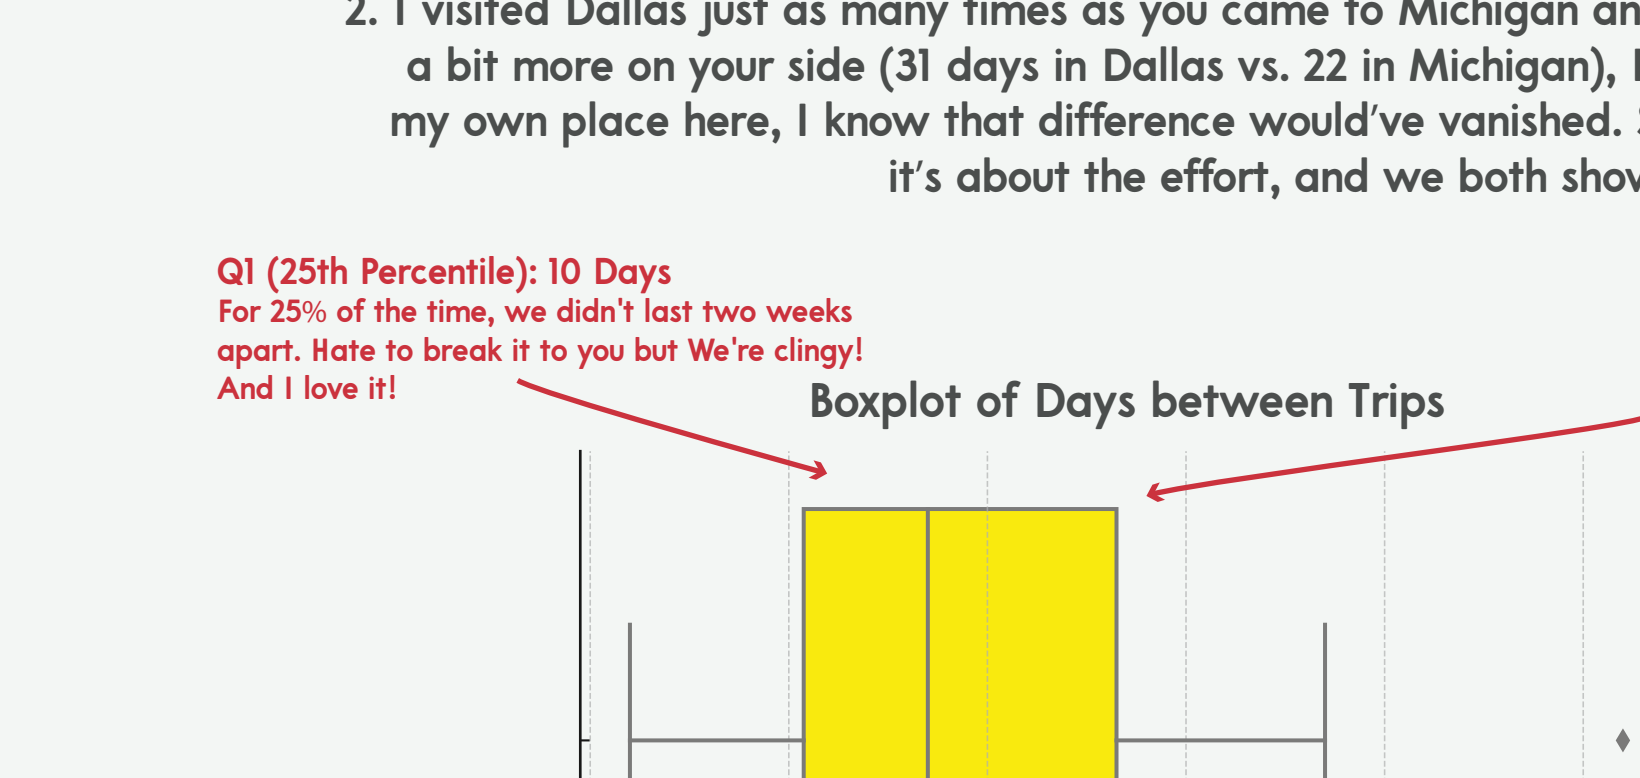 2. I visited Dallas just as many times as you came to Michigan an
a bit more on your side (31 days in Dallas vs. 22 in Michigan),
my own place here, I know that difference would've vanished.
it's about the effort, and we both show
Q1 (25th Percentile): 10 Days
For 25% of the time, we didn't last two weeks
apart. Hate to break it to you but We're clingy!
And I love it!
Boxplot of Days between Trips